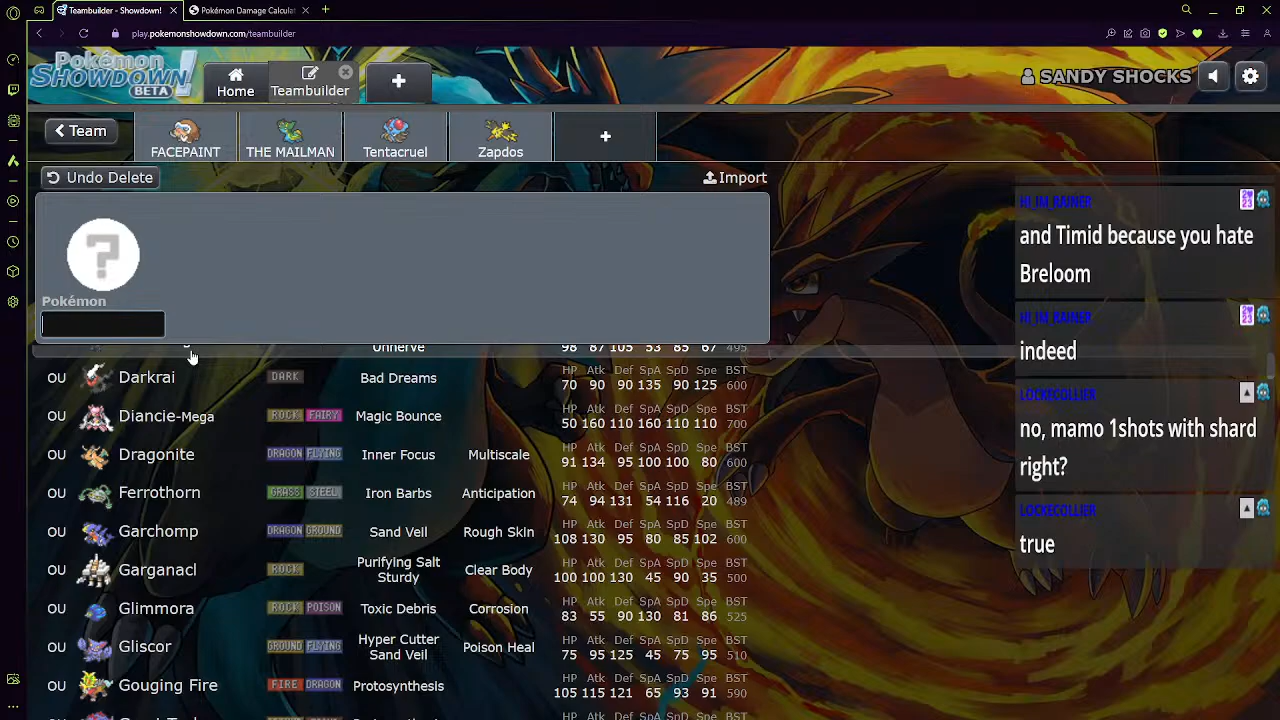 Teambuilder - Showdown!
Pokémon Damage Calculat
play.pokemonshowdown.com/teambuilder
Pokémon
SHOWDOWN!
BETA
Home
Teambuilder
SANDY SHOCKS
Team
FACEPAINT
THE MAILMAN
Tentacruel
Zapdos
+
Undo Delete
Import
Pokémon
Unnerve 98 87 105 53 85 67 495
OU Darkrai DARK Bad Dreams HP 70 Atk 90 Def 90 SpA 135 SpD 90 Spe 125 BST 600
OU Diancie-Mega ROCK FAIRY Magic Bounce HP 50 Atk 160 Def 110 SpA 160 SpD 110 Spe 110 BST 700
OU Dragonite DRAGON FLYING Inner Focus Multiscale HP 91 Atk 134 Def 95 SpA 100 SpD 100 Spe 80 BST 600
OU Ferrothorn GRASS STEEL Iron Barbs Anticipation HP 74 Atk 94 Def 131 SpA 54 SpD 116 Spe 20 BST 489
OU Garchomp DRAGON GROUND Sand Veil Rough Skin HP 108 Atk 130 Def 95 SpA 80 SpD 85 Spe 102 BST 600
OU Garganacl ROCK Purifying Salt Sturdy Clear Body HP 100 Atk 100 Def 130 SpA 45 SpD 90 Spe 35 BST 500
OU Glimmora ROCK POISON Toxic Debris Corrosion HP 83 Atk 55 Def 90 SpA 130 SpD 81 Spe 86 BST 525
OU Gliscor GROUND FLYING Hyper Cutter Sand Veil Poison Heal HP 75 Atk 95 Def 125 SpA 45 SpD 75 Spe 95 BST 510
OU Gouging Fire FIRE DRAGON Protosynthesis HP 105 Atk 115 Def 121 SpA 65 SpD 93 Spe 91 BST 590
HI_IM_RAINER
and Timid because you hate
Breloom
HI_IM_RAINER
indeed
LOCKECOLLIER
no, mamo 1shots with shard
right?
LOCKECOLLIER
true